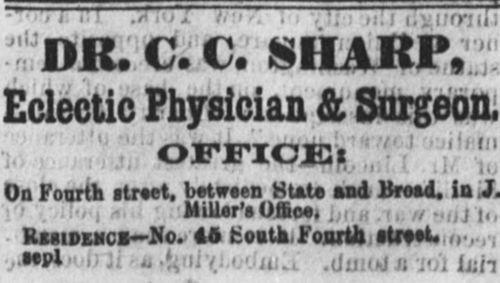 DR. C. C. SHARP,
Eclectic Physician & Surgeon.
OFFICE:
On Fourth street, between State and Broad, in J.
Miller's Office.
RESIDENCE—No. 45 South Fourth street.
sep1